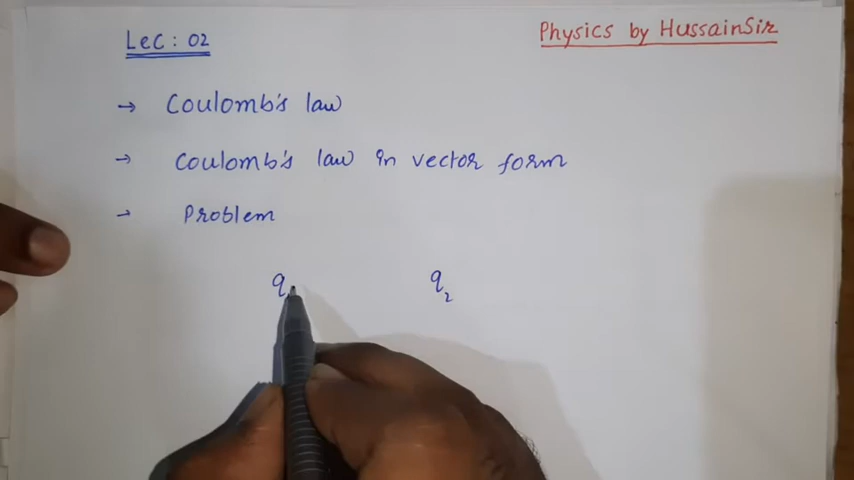 Lec: 02
Physics by HussainSir
→ Coulomb's law
→ Coulomb's law in vector form
→ Problem
q q₂